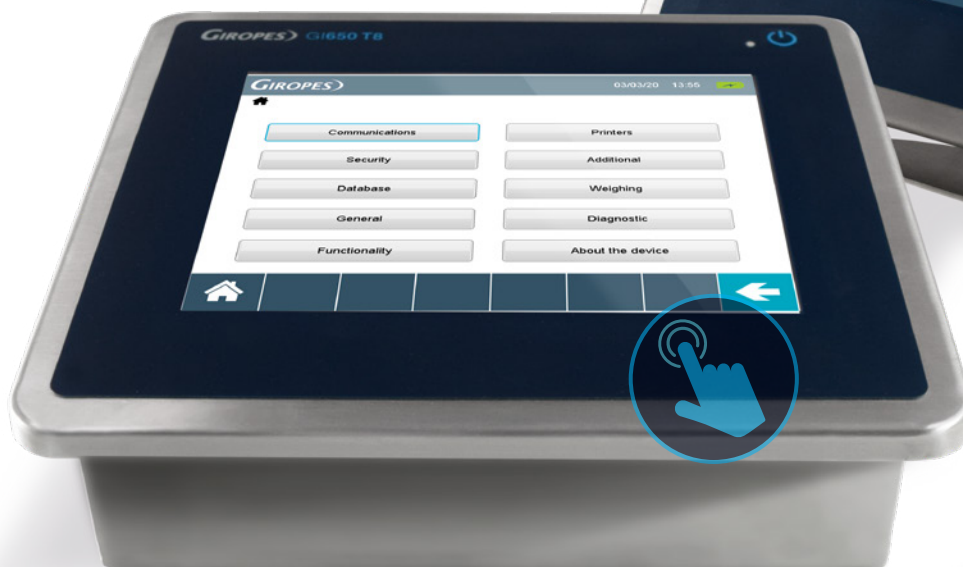 GIROPES GI650 T8
GIROPES 03/03/20 13:55
Communications Printers
Security Additional
Database Weighing
General Diagnostic
Functionality About the device